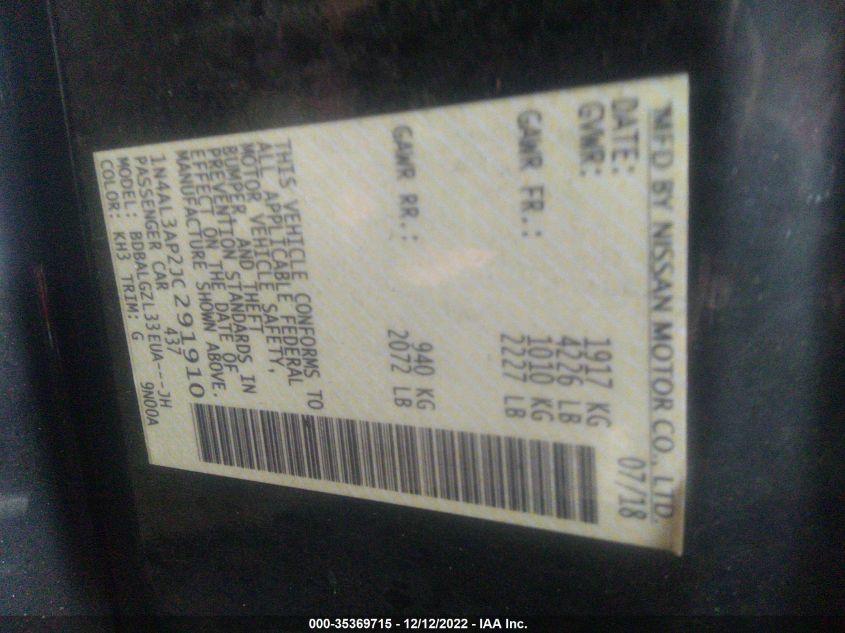 MFD BY NISSAN MOTOR CO., LTD.
DATE: 07/18
GVWR: 1917 KG
4226 LB
GAWR FR.: 1010 KG
2227 LB
GAWR RR.: 940 KG
2072 LB
THIS VEHICLE CONFORMS TO
ALL APPLICABLE FEDERAL
MOTOR VEHICLE SAFETY,
BUMPER, AND THEFT
PREVENTION STANDARDS IN
EFFECT ON THE DATE OF
MANUFACTURE SHOWN ABOVE.
1N4AL3AP2JC291910
PASSENGER CAR 437
MODEL: BDBALGZL33EUA---JH
COLOR: KH3 TRIM: G 9N00A
000-35369715 - 12/12/2022 - IAA Inc.